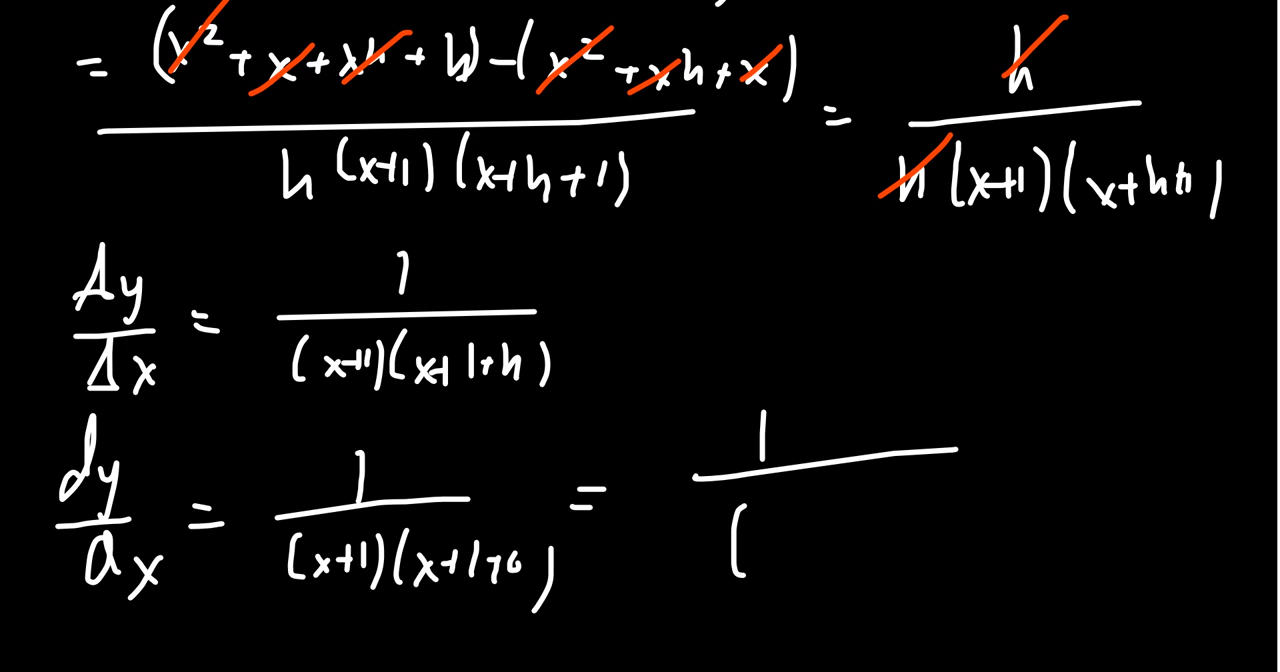 = (x² + x + xh + h) - (x² + xh + x) / h(x+1)(x+h+1) = h / h(x+1)(x+h+1)
Δy/Δx = 1 / (x+1)(x+1+h)
dy/dx = 1 / (x+1)(x+1+0) = 1 / (